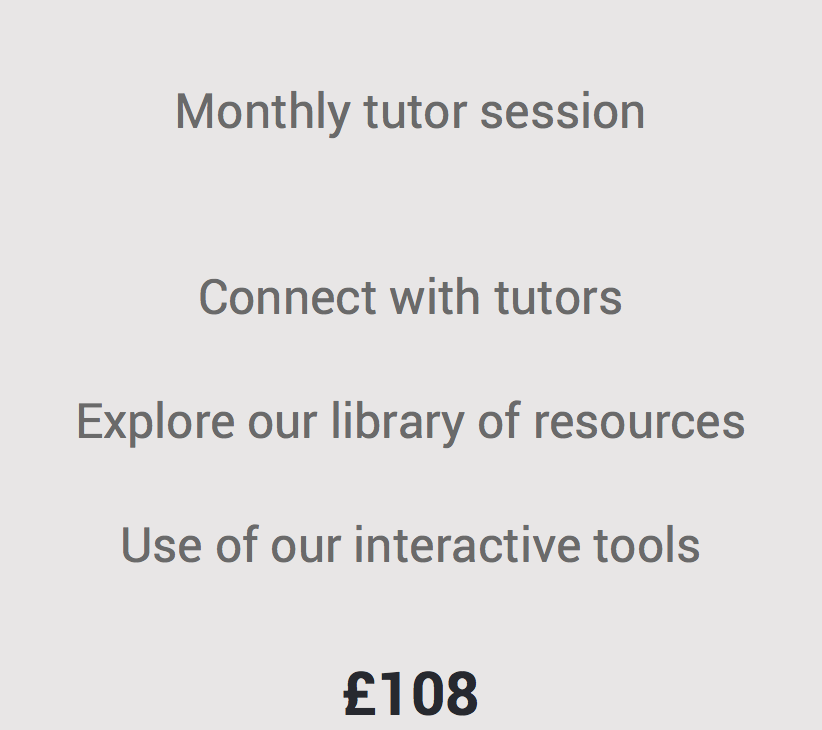 Monthly tutor session
Connect with tutors
Explore our library of resources
Use of our interactive tools
£108